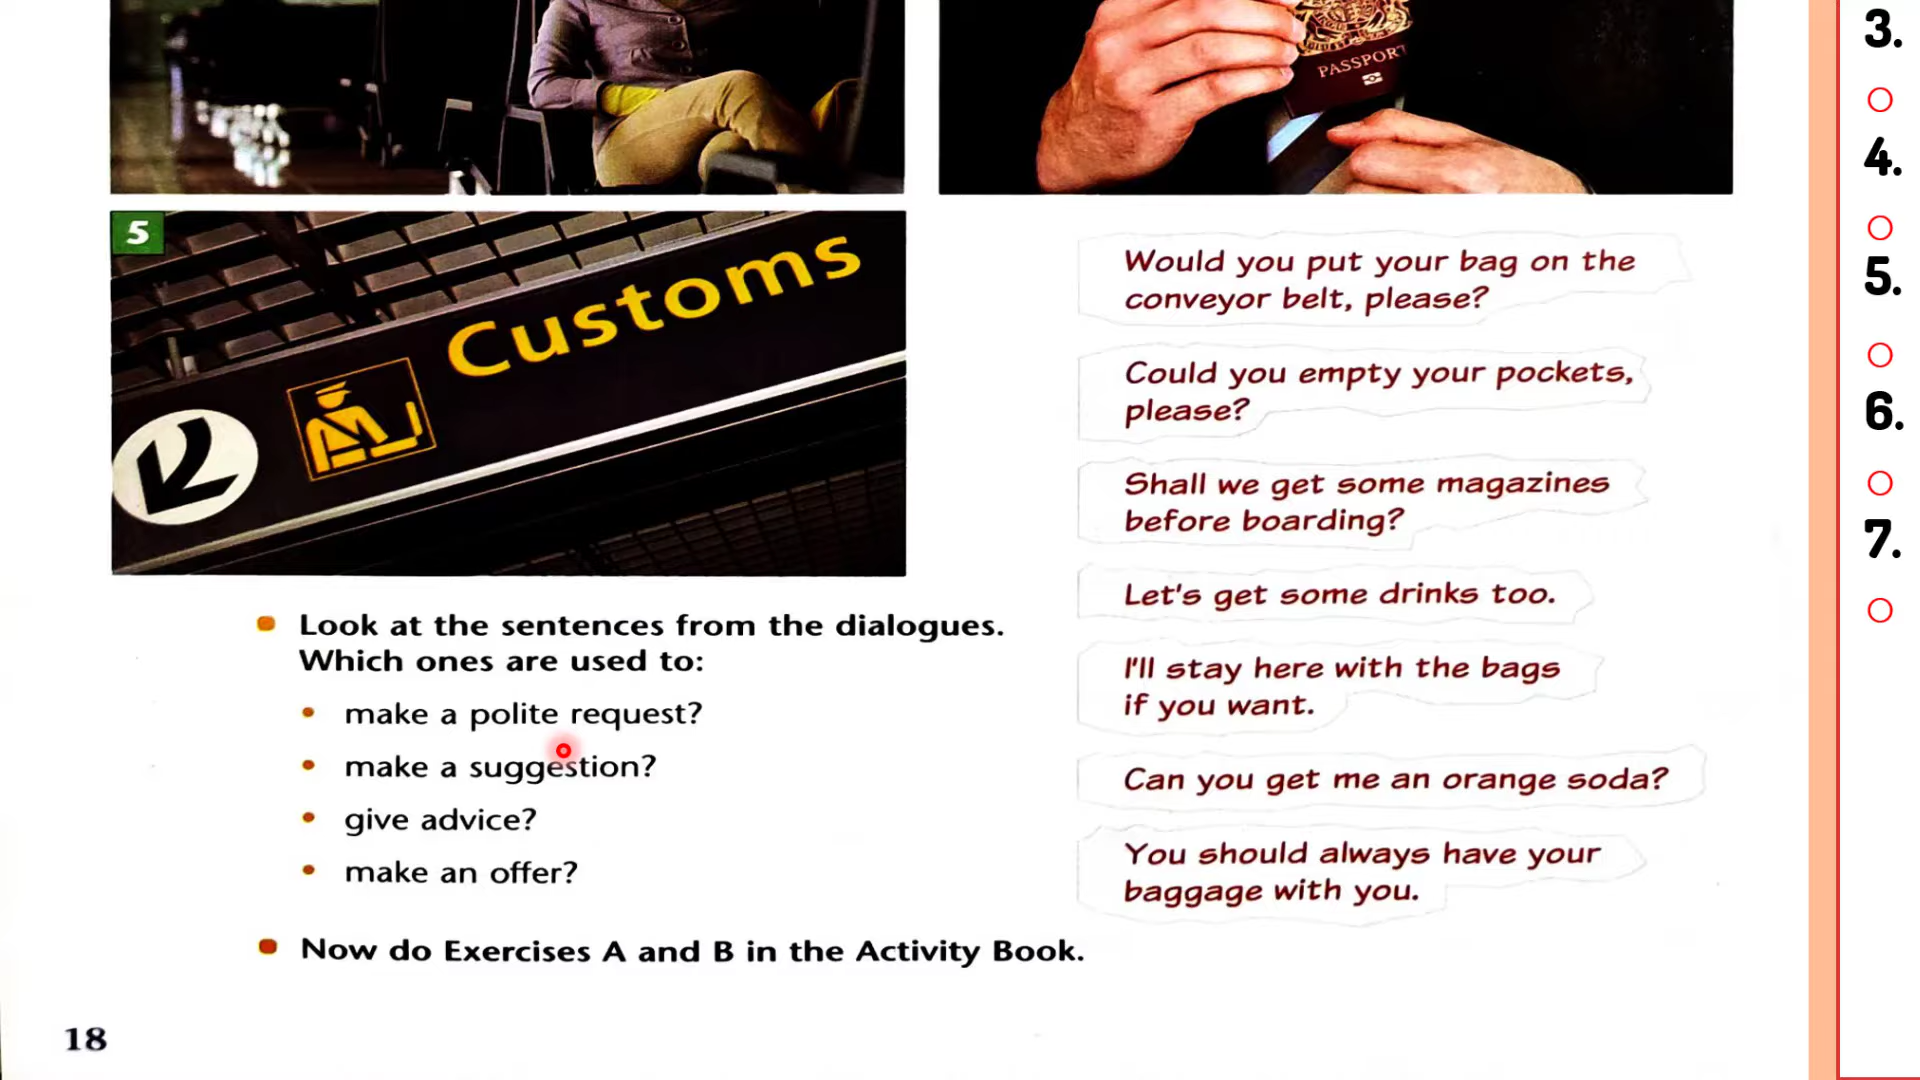 PASSPORT
3.
4.
5.
6.
7.
5
Customs
Would you put your bag on the
conveyor belt, please?
Could you empty your pockets,
please?
Shall we get some magazines
before boarding?
Let's get some drinks too.
I'll stay here with the bags
if you want.
Can you get me an orange soda?
You should always have your
baggage with you.
Look at the sentences from the dialogues.
Which ones are used to:
• make a polite request?
• make a suggestion?
• give advice?
• make an offer?
Now do Exercises A and B in the Activity Book.
18